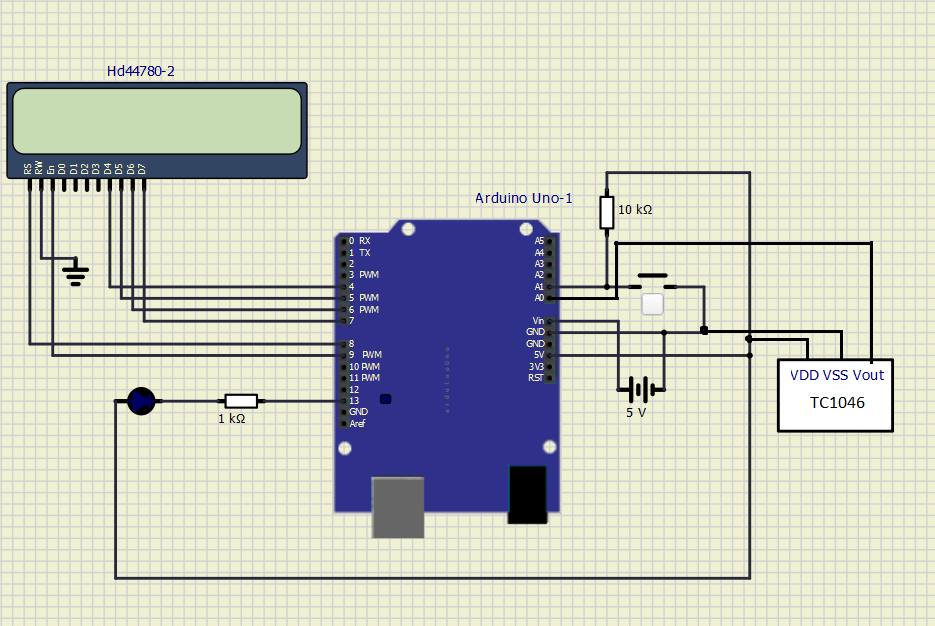 Hd44780-2
RS RW En D0 D1 D2 D3 D4 D5 D6 D7
Arduino Uno-1
0 RX
1 TX
2
3 PWM
4
5 PWM
6 PWM
7
8
9 PWM
10 PWM
11 PWM
12
13
GND
Aref
A5
A4
A3
A2
A1
A0
Vin
GND
GND
5V
3V3
RST
arduino
10 kΩ
5 V
1 kΩ
VDD VSS Vout
TC1046